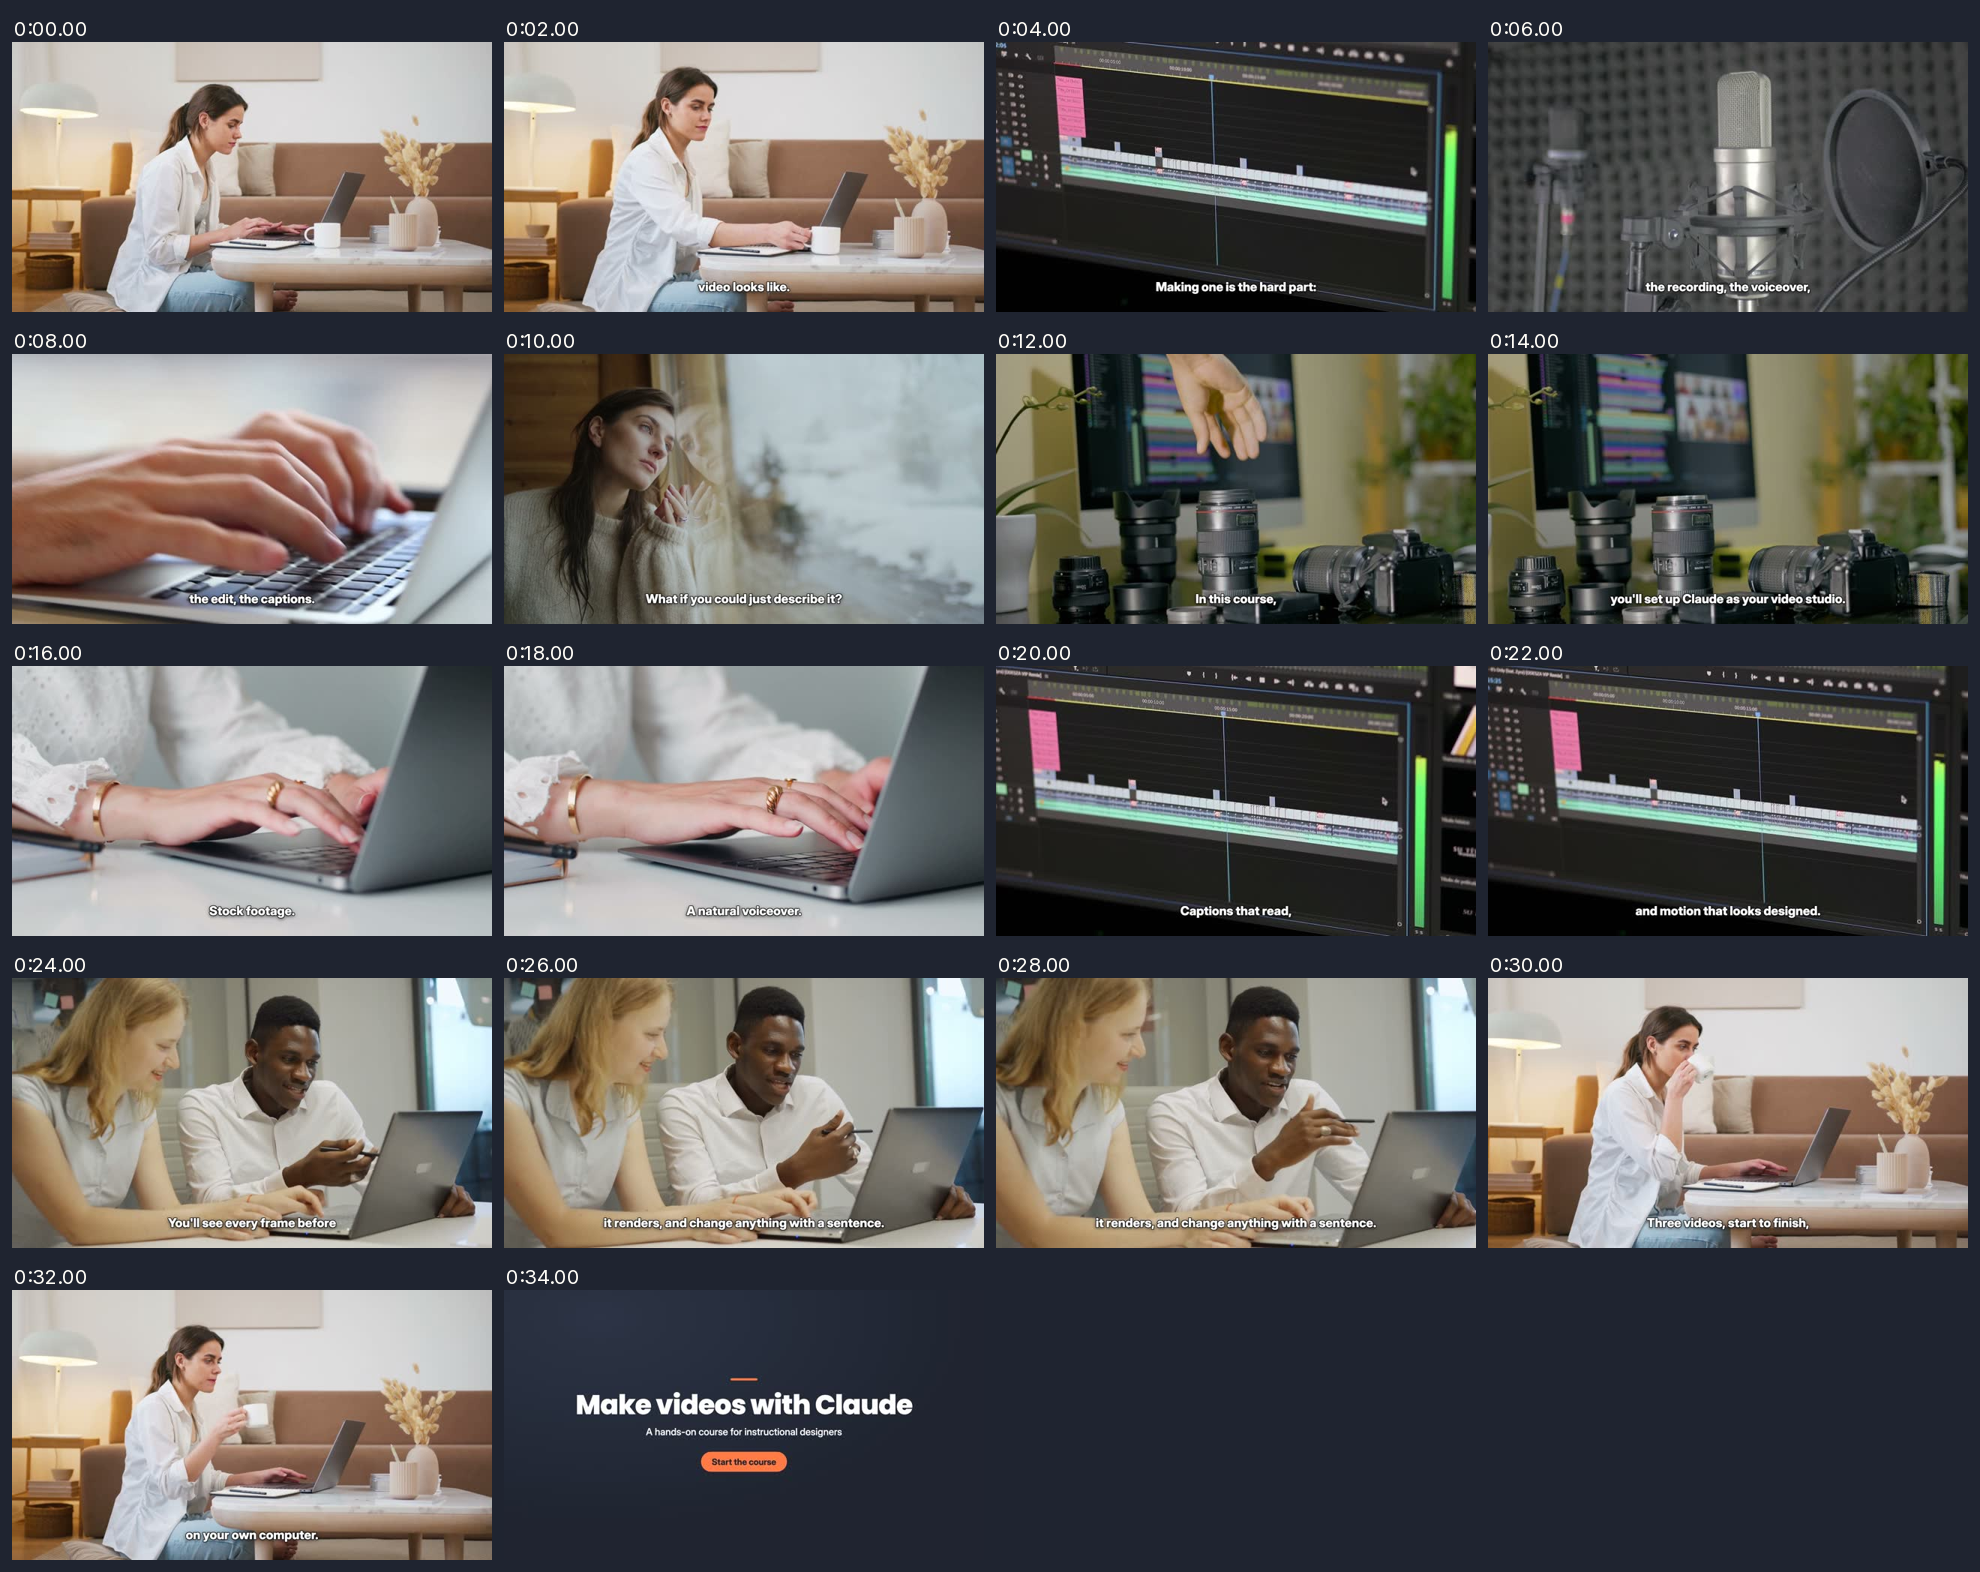 0:00.00
0:02.00
0:04.00
0:06.00
video looks like.
Making one is the hard part:
the recording, the voiceover,
0:08.00
0:10.00
0:12.00
0:14.00
the edit, the captions.
What if you could just describe it?
In this course,
you'll set up Claude as your video studio.
0:16.00
0:18.00
0:20.00
0:22.00
Stock footage.
A natural voiceover.
Captions that read,
and motion that looks designed.
0:24.00
0:26.00
0:28.00
0:30.00
You'll see every frame before
it renders, and change anything with a sentence.
it renders, and change anything with a sentence.
Three videos, start to finish,
0:32.00
0:34.00
on your own computer.
Make videos with Claude
A hands-on course for instructional designers
Start the course